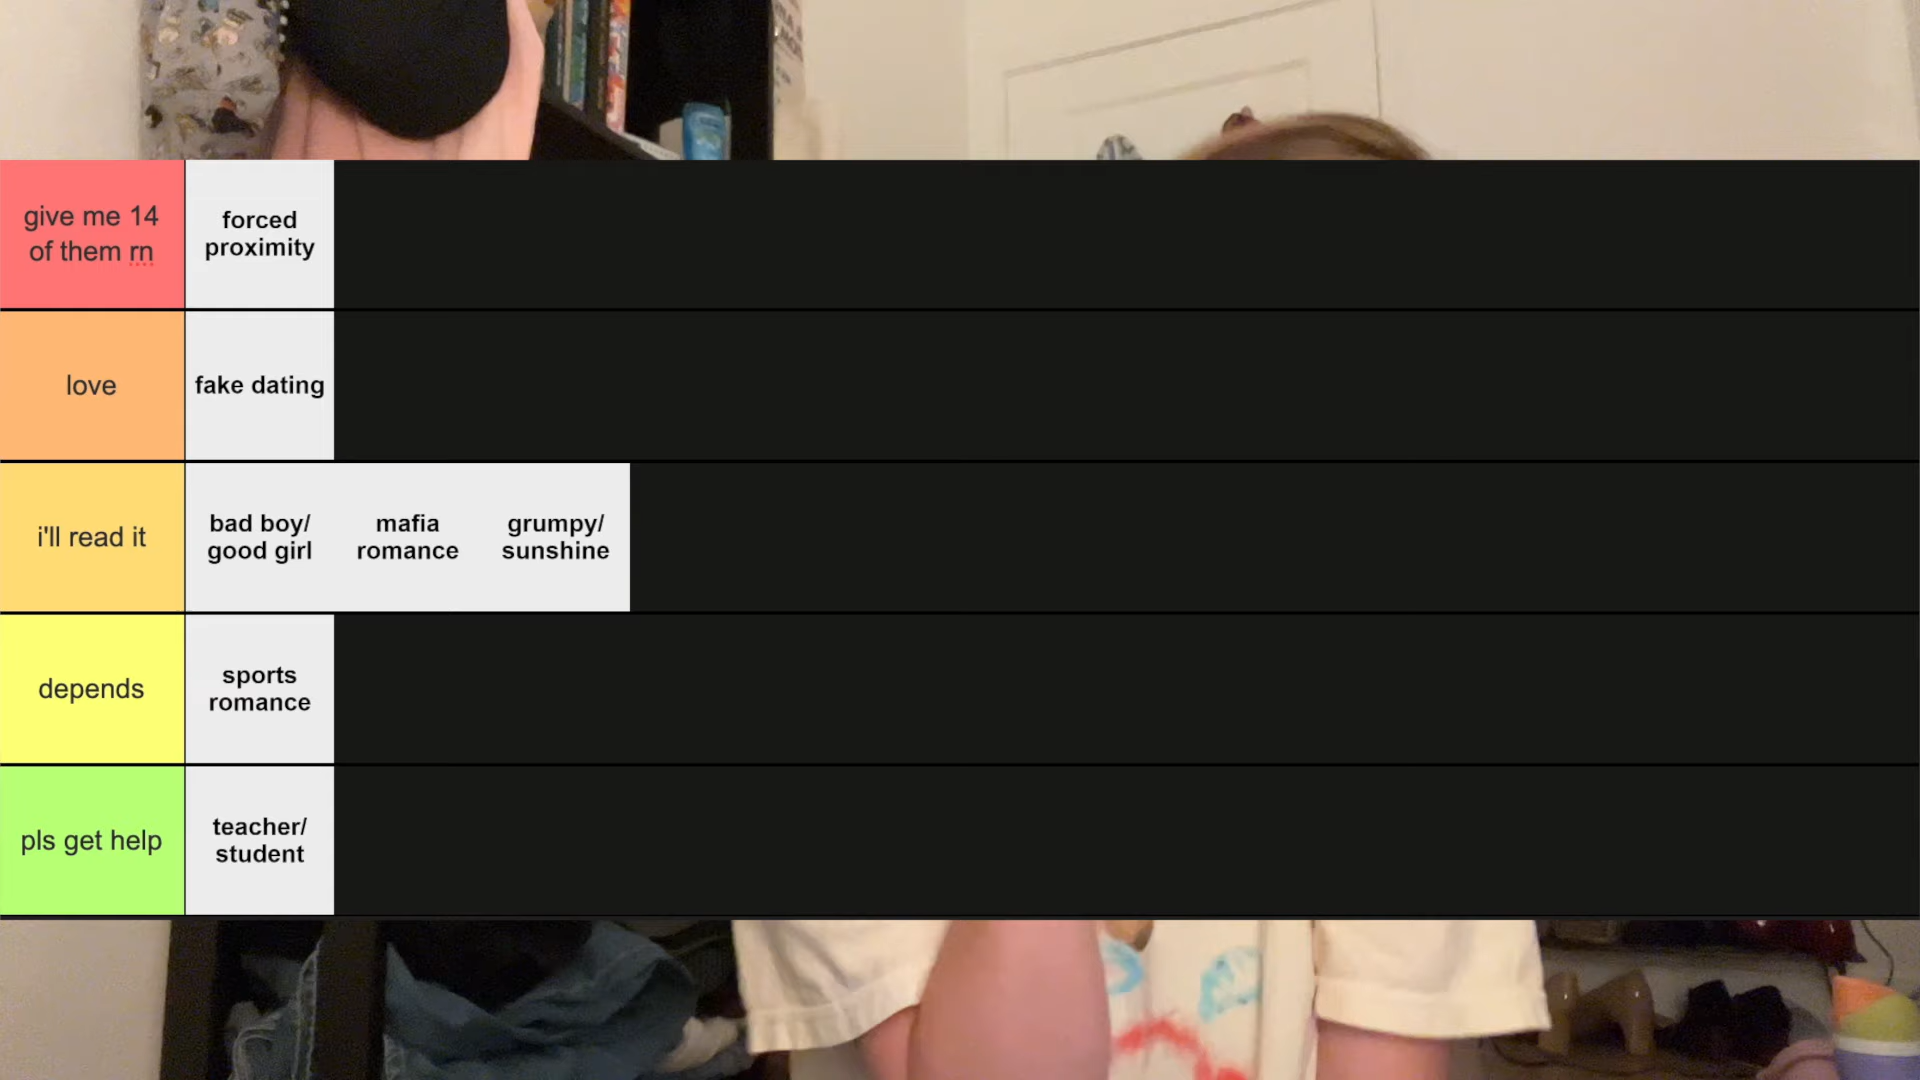 give me 14
of them rn
forced
proximity
love
fake dating
i'll read it
bad boy/
good girl
mafia
romance
grumpy/
sunshine
depends
sports
romance
pls get help
teacher/
student